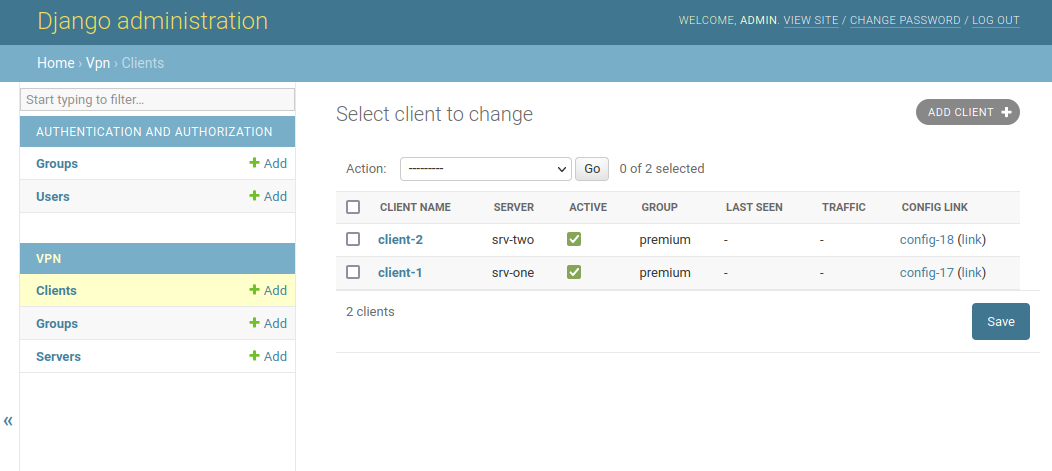 Django administration
WELCOME, ADMIN. VIEW SITE / CHANGE PASSWORD / LOG OUT
Home › Vpn › Clients
Start typing to filter...
AUTHENTICATION AND AUTHORIZATION
Groups + Add
Users + Add
VPN
Clients + Add
Groups + Add
Servers + Add
«
Select client to change
ADD CLIENT +
Action: --------- Go 0 of 2 selected
CLIENT NAME SERVER ACTIVE GROUP LAST SEEN TRAFFIC CONFIG LINK
client-2 srv-two premium - - config-18 (link)
client-1 srv-one premium - - config-17 (link)
2 clients
Save